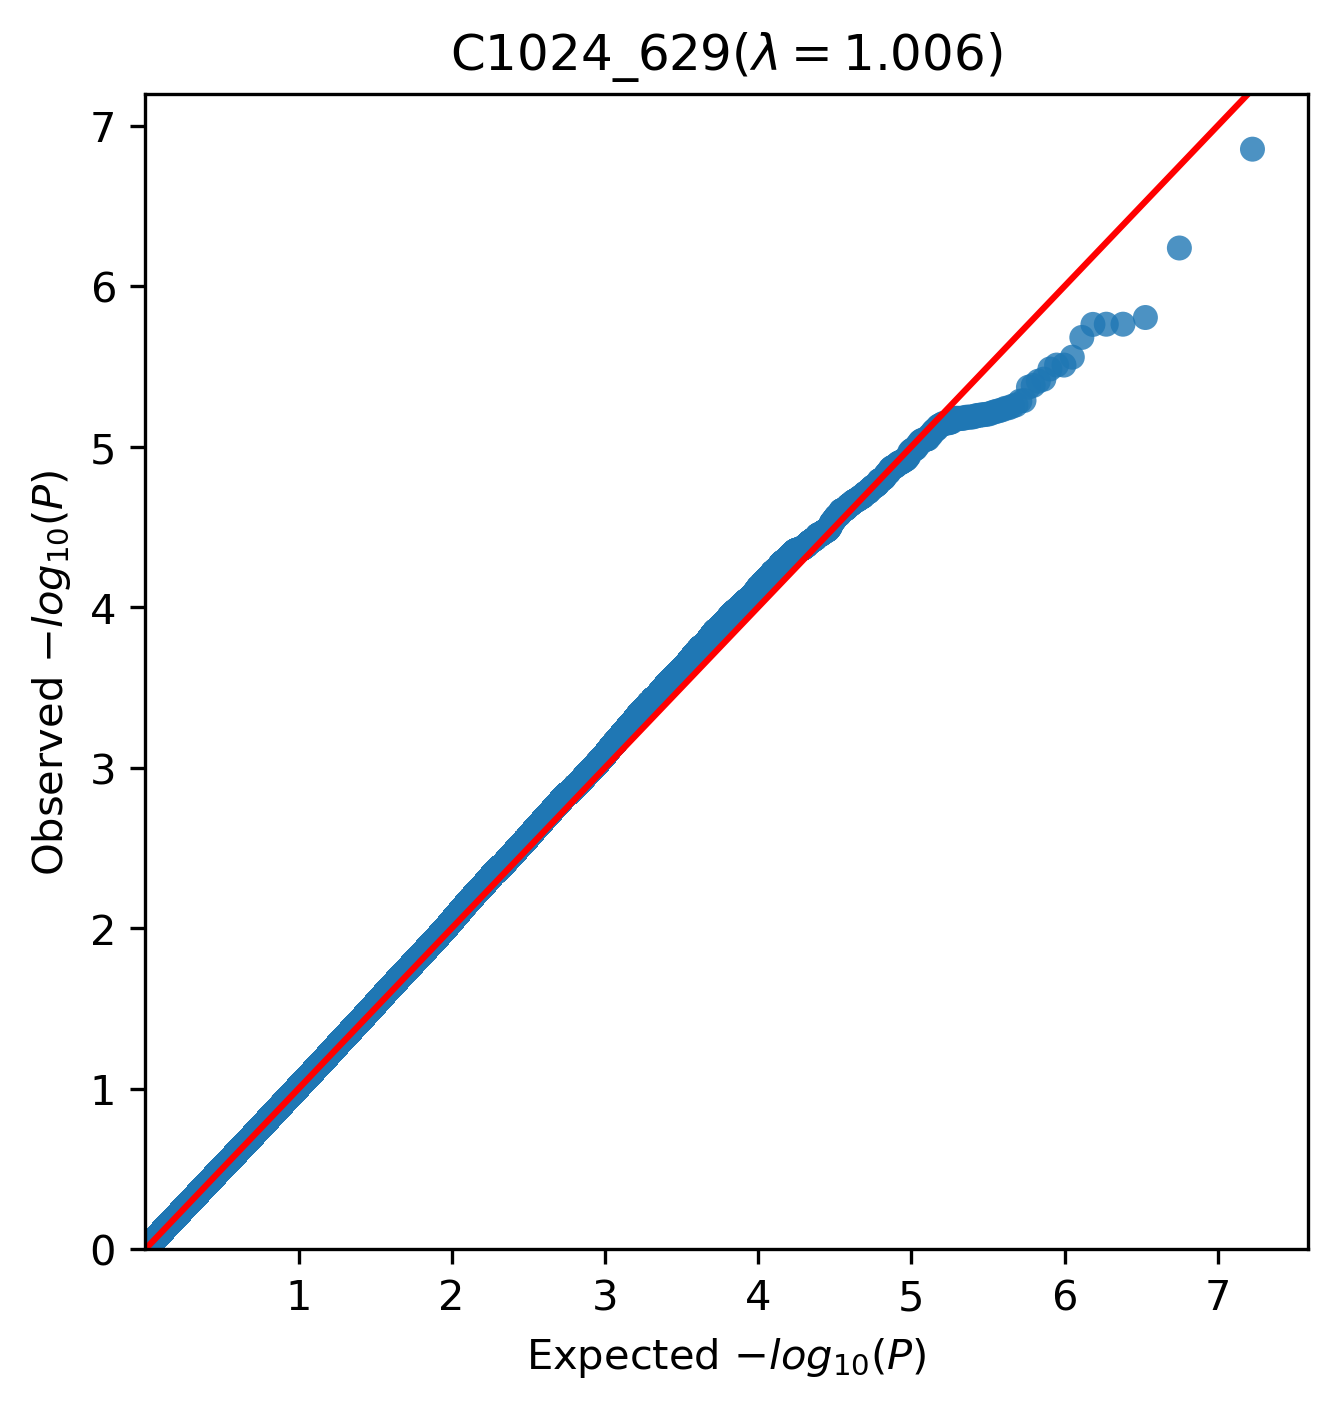 C1024_629(λ = 1.006)
7
6
5
4
3
2
1
0
Observed −log₁₀(P)
1 2 3 4 5 6 7
Expected −log₁₀(P)